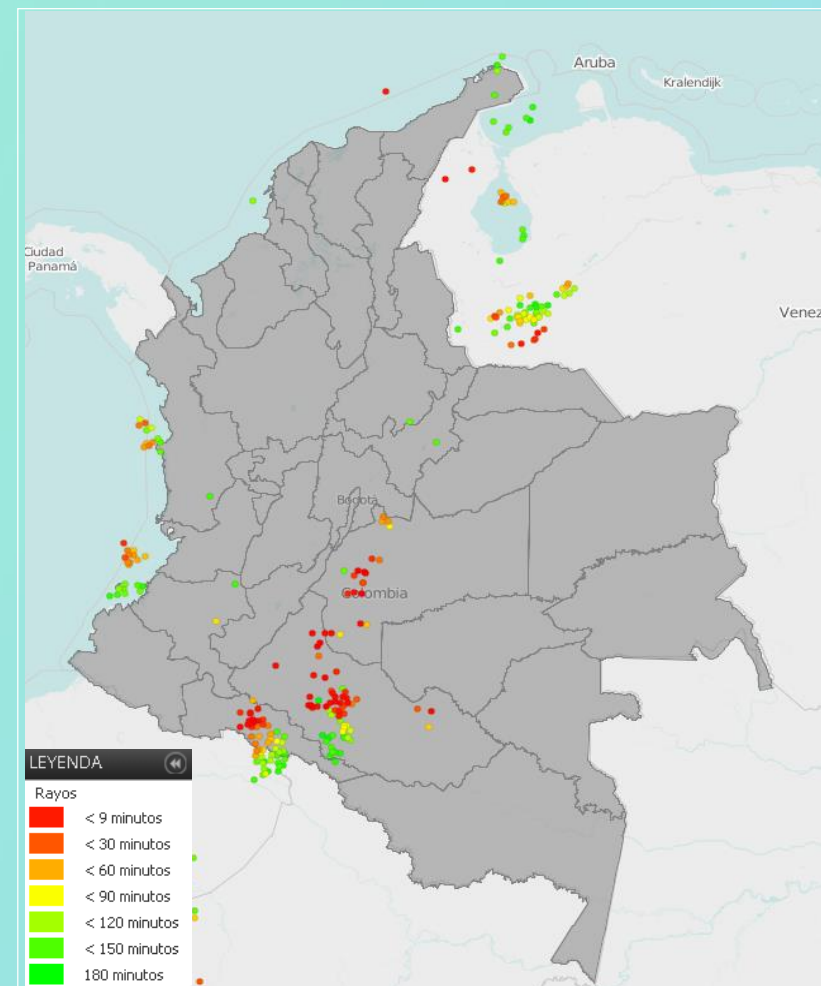 Aruba
Kralendijk
Ciudad
Panamá
Venez
Bogotá
Colombia
LEYENDA
Rayos
< 9 minutos
< 30 minutos
< 60 minutos
< 90 minutos
< 120 minutos
< 150 minutos
180 minutos